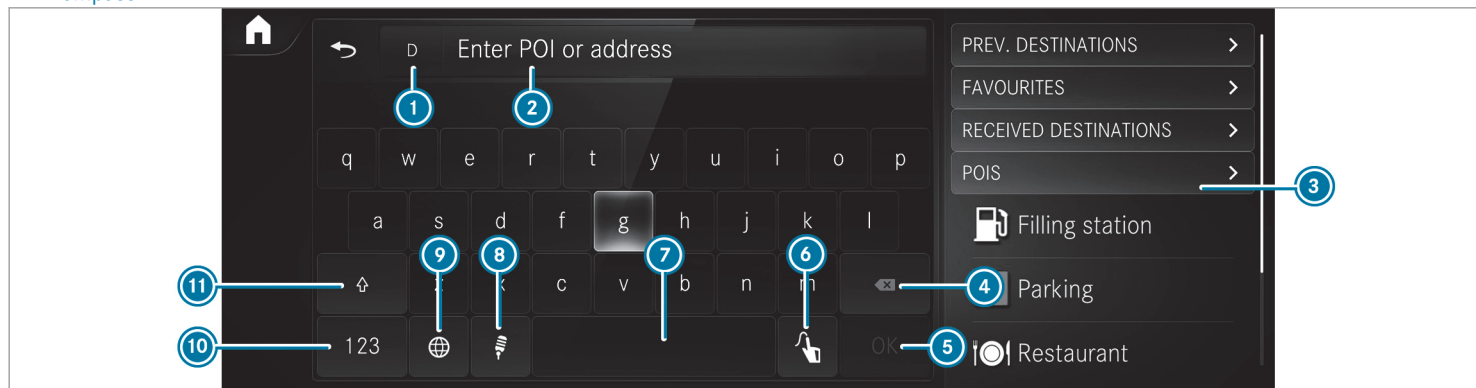 D Enter POI or address
q w e r t y u i o p
a s d f g h j k l
c v b n m
123 OK
PREV. DESTINATIONS
FAVOURITES
RECEIVED DESTINATIONS
POIS
Filling station
Parking
Restaurant
1
2
3
4
5
6
7
8
9
10
11